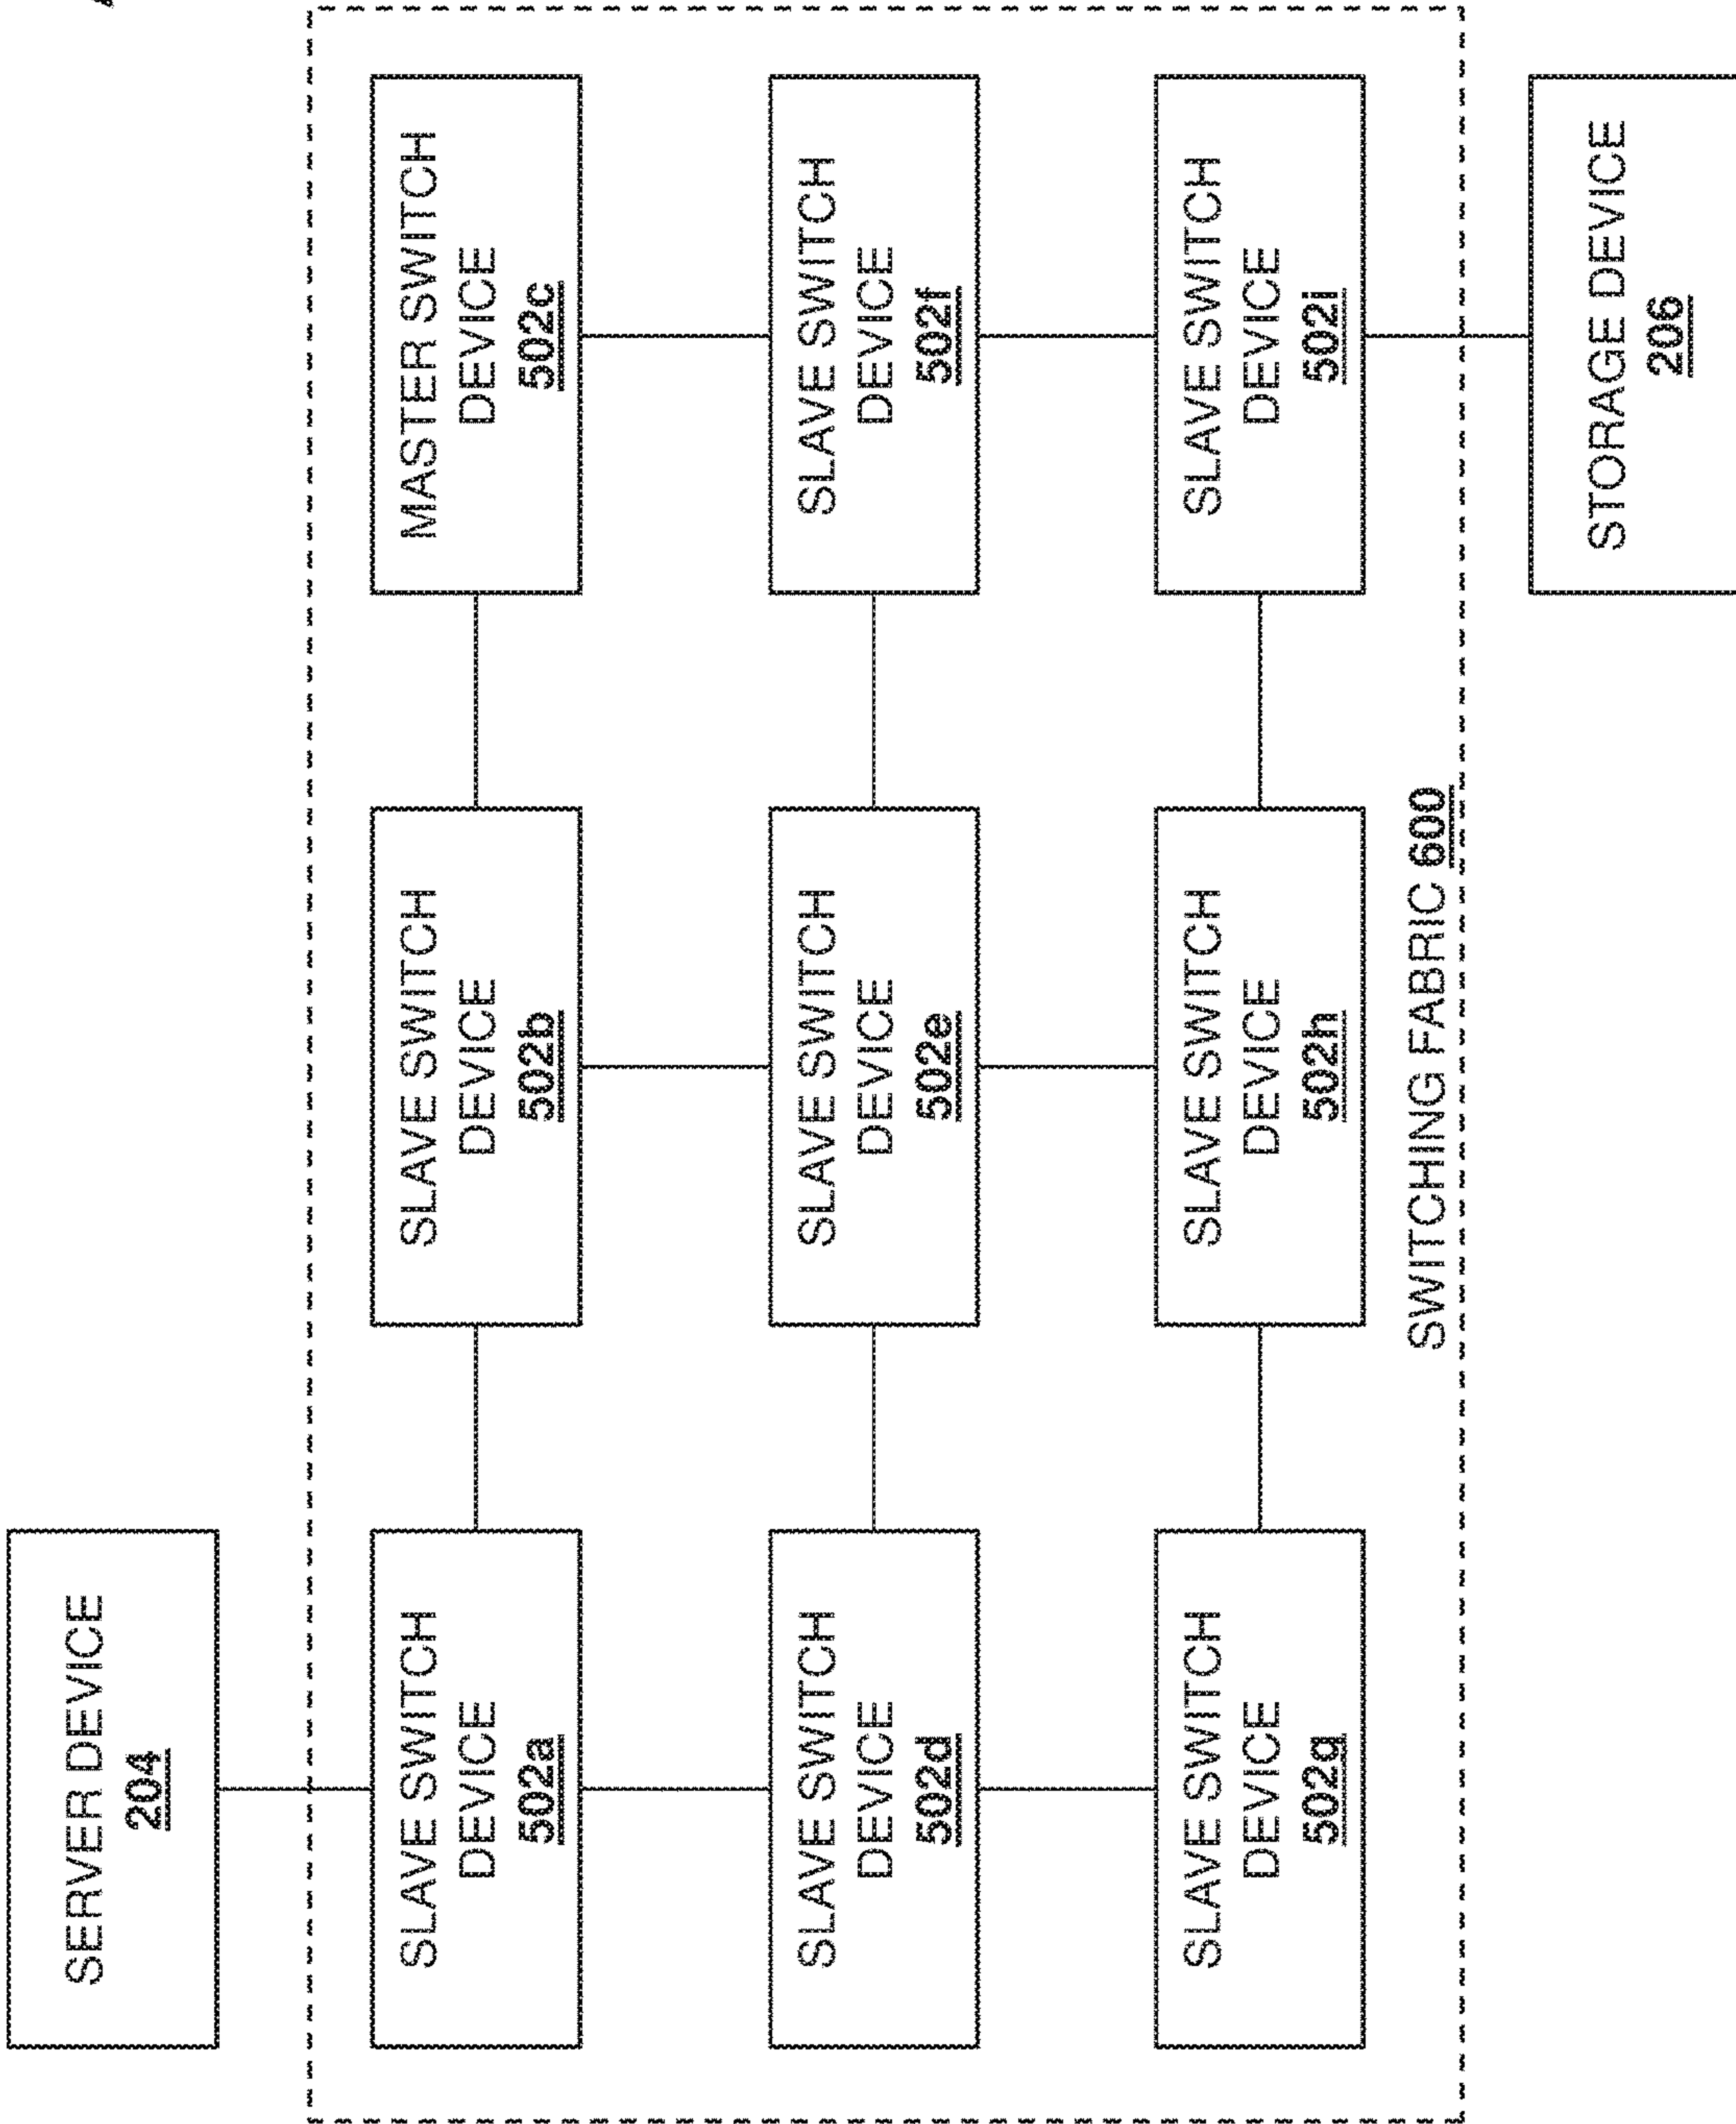 SERVER DEVICE
204
SLAVE SWITCH
DEVICE
502a
SLAVE SWITCH
DEVICE
502b
MASTER SWITCH
DEVICE
502c
SLAVE SWITCH
DEVICE
502d
SLAVE SWITCH
DEVICE
502e
SLAVE SWITCH
DEVICE
502f
SLAVE SWITCH
DEVICE
502g
SLAVE SWITCH
DEVICE
502h
SLAVE SWITCH
DEVICE
502i
SWITCHING FABRIC 600
STORAGE DEVICE
206